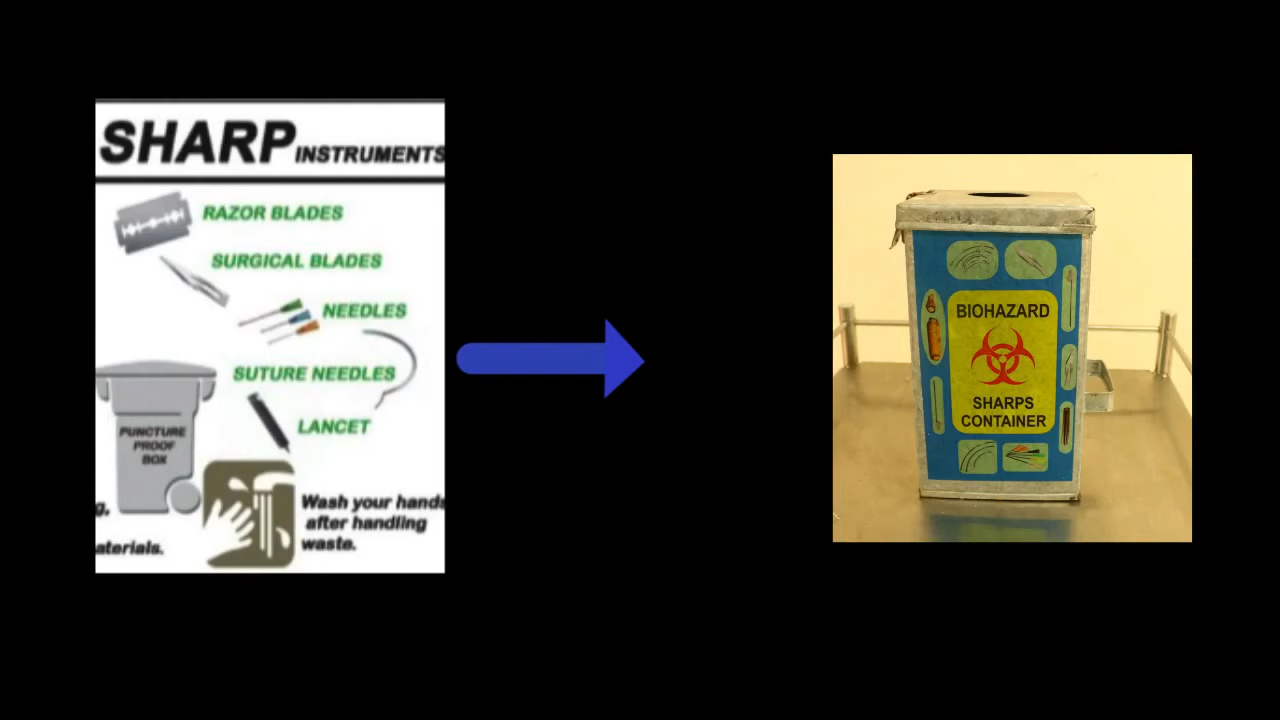 SHARP INSTRUMENTS
RAZOR BLADES
SURGICAL BLADES
NEEDLES
SUTURE NEEDLES
LANCET
PUNCTURE
PROOF
BOX
g,
aterials.
Wash your hands
after handling
waste.
BIOHAZARD
SHARPS
CONTAINER